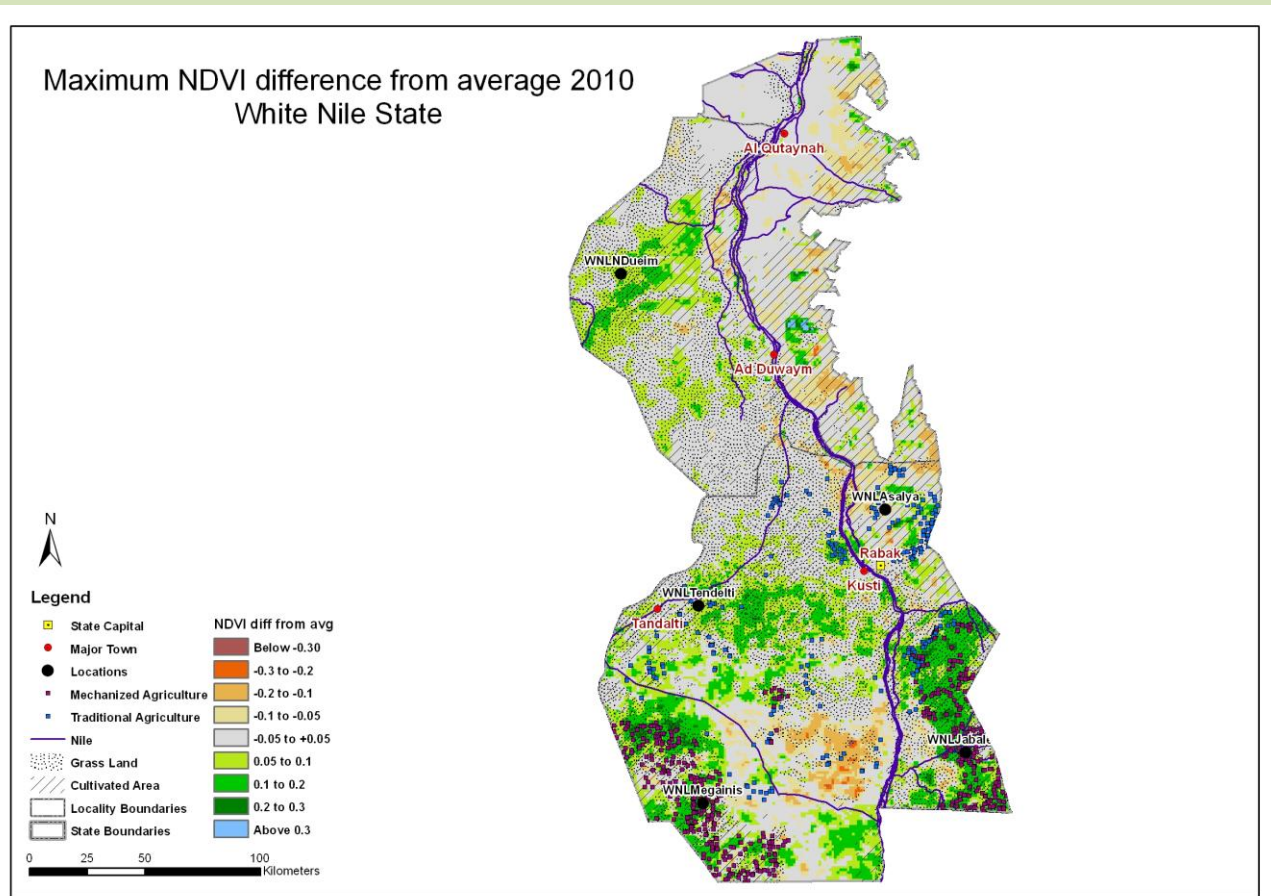 Maximum NDVI difference from average 2010
White Nile State
Al Qutaynah
WNLNDueim
Ad Duwaym
WNLAsalya
Rabak
Kusti
WNLTendelti
Tandalti
WNLJabale
WNLMegainis
N
Legend
State Capital
Major Town
Locations
Mechanized Agriculture
Traditional Agriculture
Nile
Grass Land
Cultivated Area
Locality Boundaries
State Boundaries
NDVI diff from avg
Below -0.30
-0.3 to -0.2
-0.2 to -0.1
-0.1 to -0.05
-0.05 to +0.05
0.05 to 0.1
0.1 to 0.2
0.2 to 0.3
Above 0.3
0 25 50 100
Kilometers